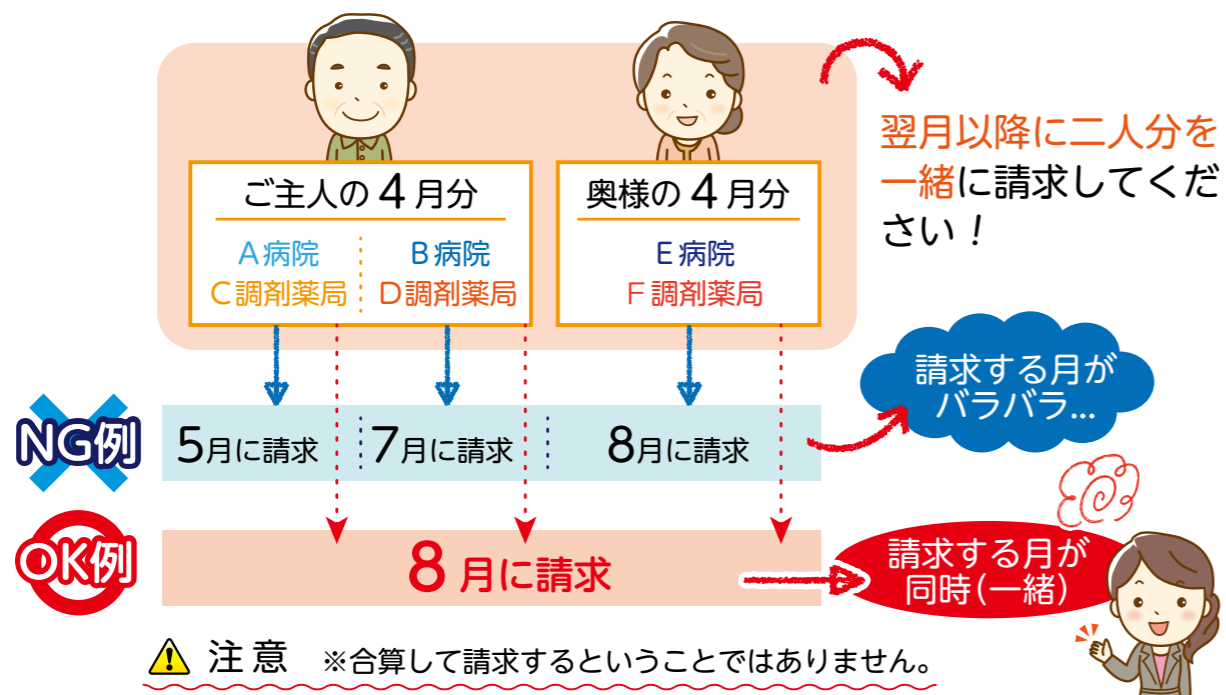 ご主人の4月分
A病院
C調剤薬局
B病院
D調剤薬局
奥様の4月分
E病院
F調剤薬局
翌月以降に二人分を
一緒に請求してくだ
さい!
NG例
5月に請求
7月に請求
8月に請求
請求する月が
バラバラ...
OK例
8月に請求
請求する月が
同時(一緒)
注意 ※合算して請求するということではありません。